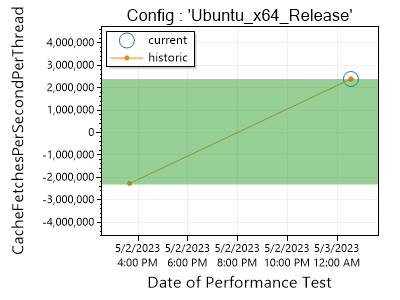 Config : 'Ubuntu_x64_Release'
CacheFetchesPerSecondPerThread
4,000,000
3,000,000
2,000,000
1,000,000
0
-1,000,000
-2,000,000
-3,000,000
-4,000,000
current
historic
5/2/2023 5/2/2023 5/2/2023 5/2/2023 5/3/2023
4:00 PM 6:00 PM 8:00 PM 10:00 PM 12:00 AM
Date of Performance Test